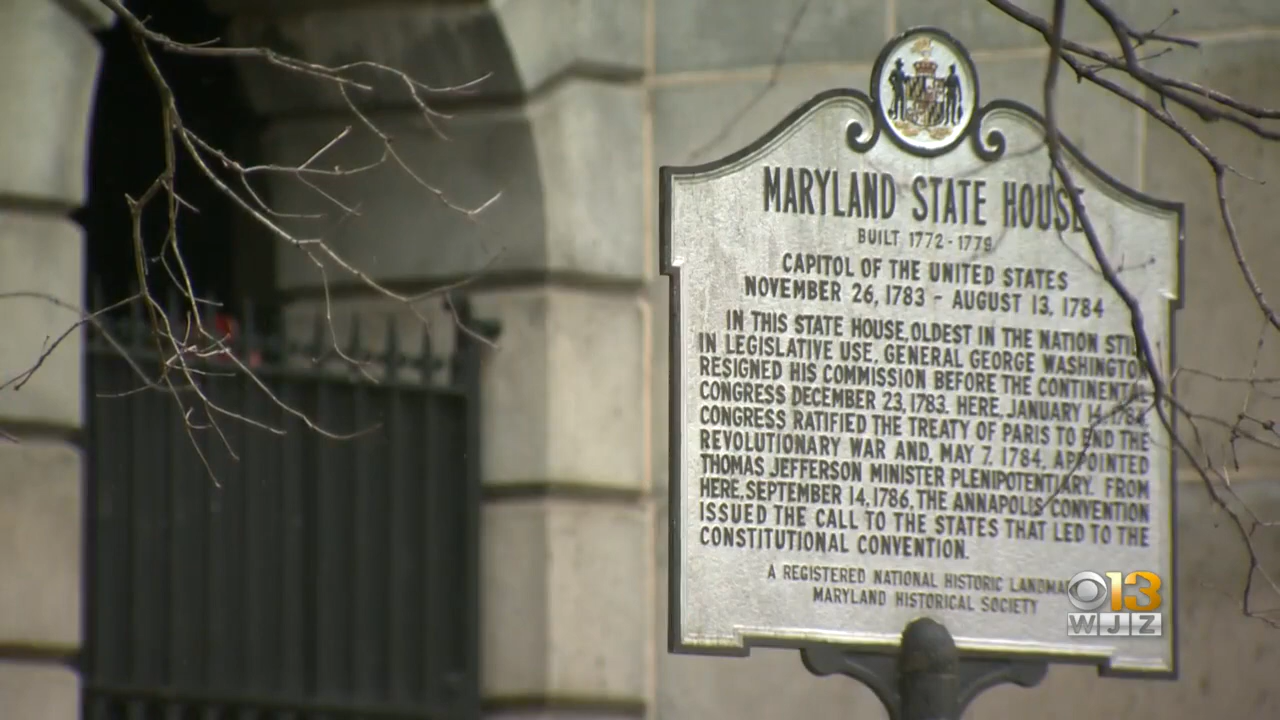 MARYLAND STATE HOUSE
BUILT 1772-1779
CAPITOL OF THE UNITED STATES
NOVEMBER 26, 1783 - AUGUST 13, 1784
IN THIS STATE HOUSE, OLDEST IN THE NATION STILL
IN LEGISLATIVE USE, GENERAL GEORGE WASHINGTON
RESIGNED HIS COMMISSION BEFORE THE CONTINENTAL
CONGRESS DECEMBER 23, 1783. HERE, JANUARY 14, 1784,
CONGRESS RATIFIED THE TREATY OF PARIS TO END THE
REVOLUTIONARY WAR AND, MAY 7, 1784, APPOINTED
THOMAS JEFFERSON MINISTER PLENIPOTENTIARY. FROM
HERE, SEPTEMBER 14, 1786, THE ANNAPOLIS CONVENTION
ISSUED THE CALL TO THE STATES THAT LED TO THE
CONSTITUTIONAL CONVENTION.
A REGISTERED NATIONAL HISTORIC LANDMARK
MARYLAND HISTORICAL SOCIETY
13
WJZ